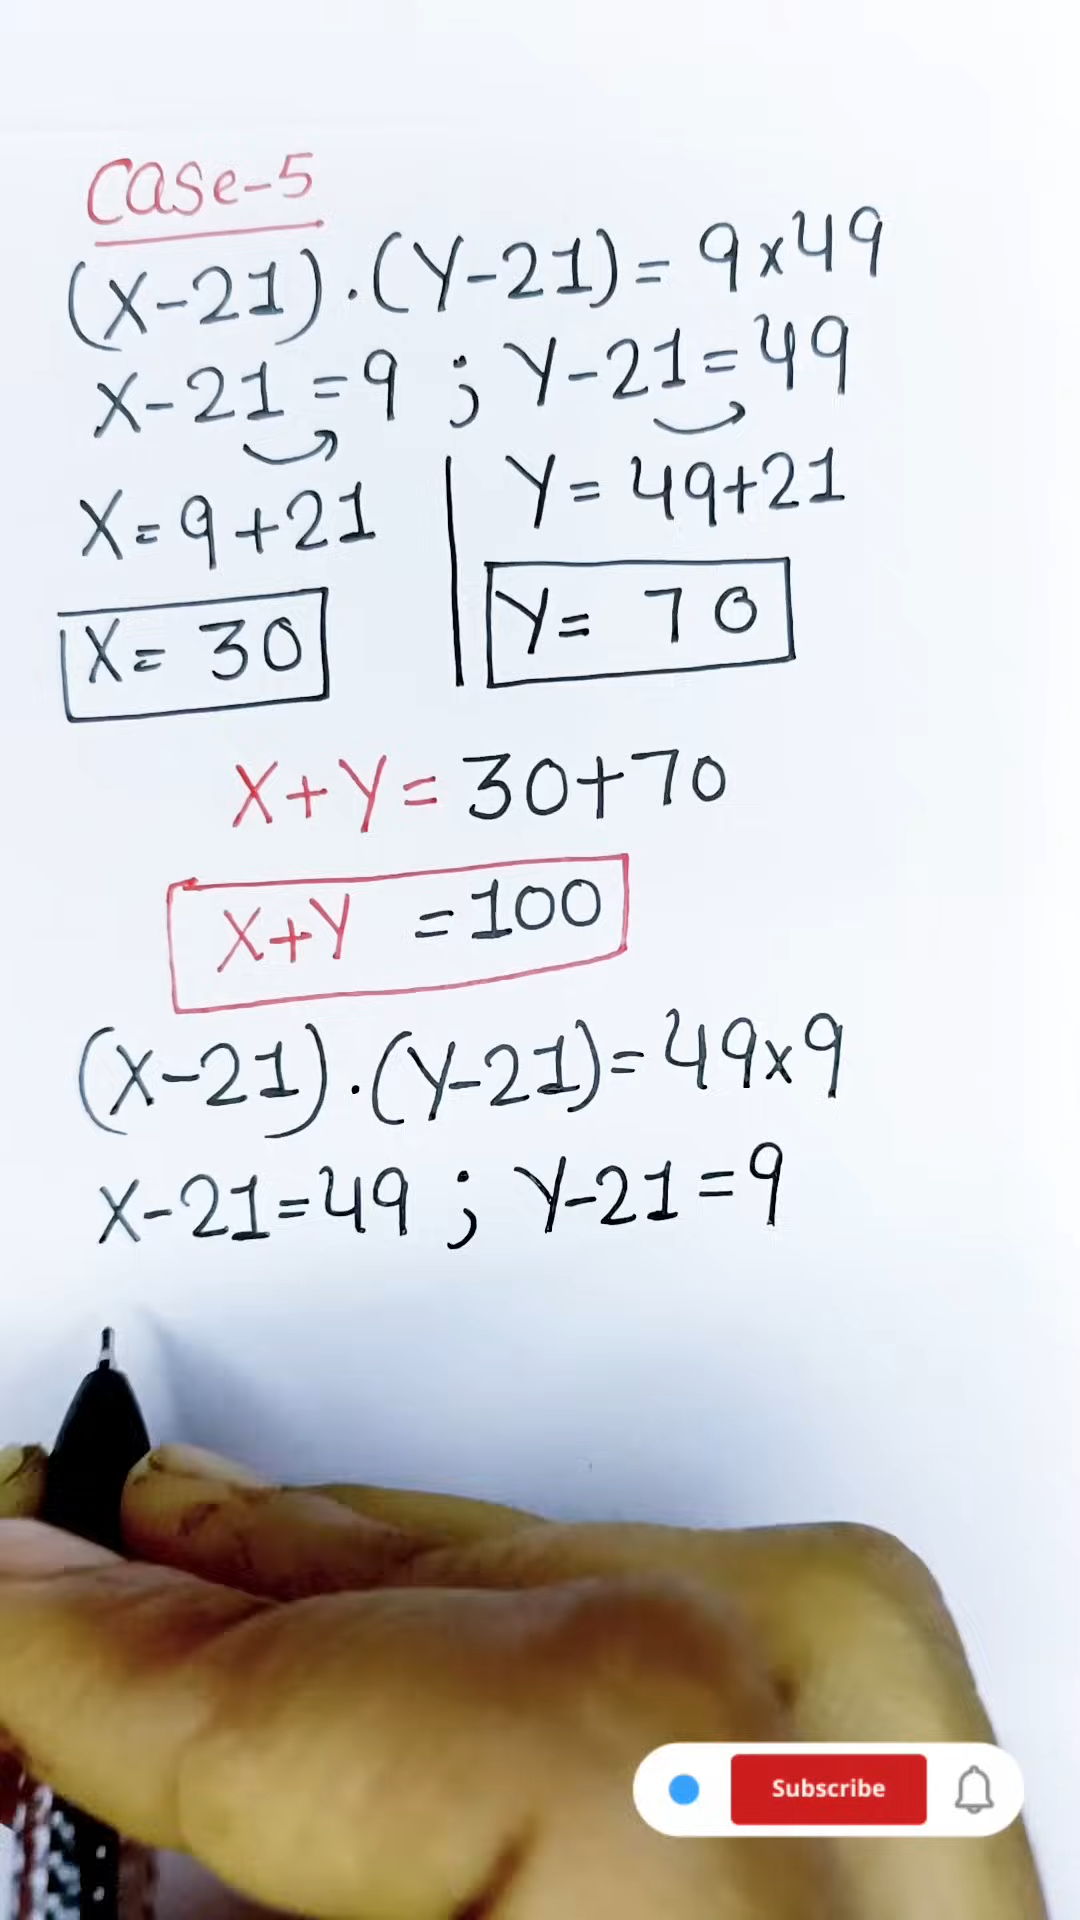 CASe-5
(X-21).(Y-21)=9x49
X-21=9 ; Y-21=49
X=9+21
Y=49+21
X=30
Y=70
X+Y=30+70
X+Y =100
(X-21).(Y-21)=49x9
X-21=49 ; Y-21=9
Subscribe